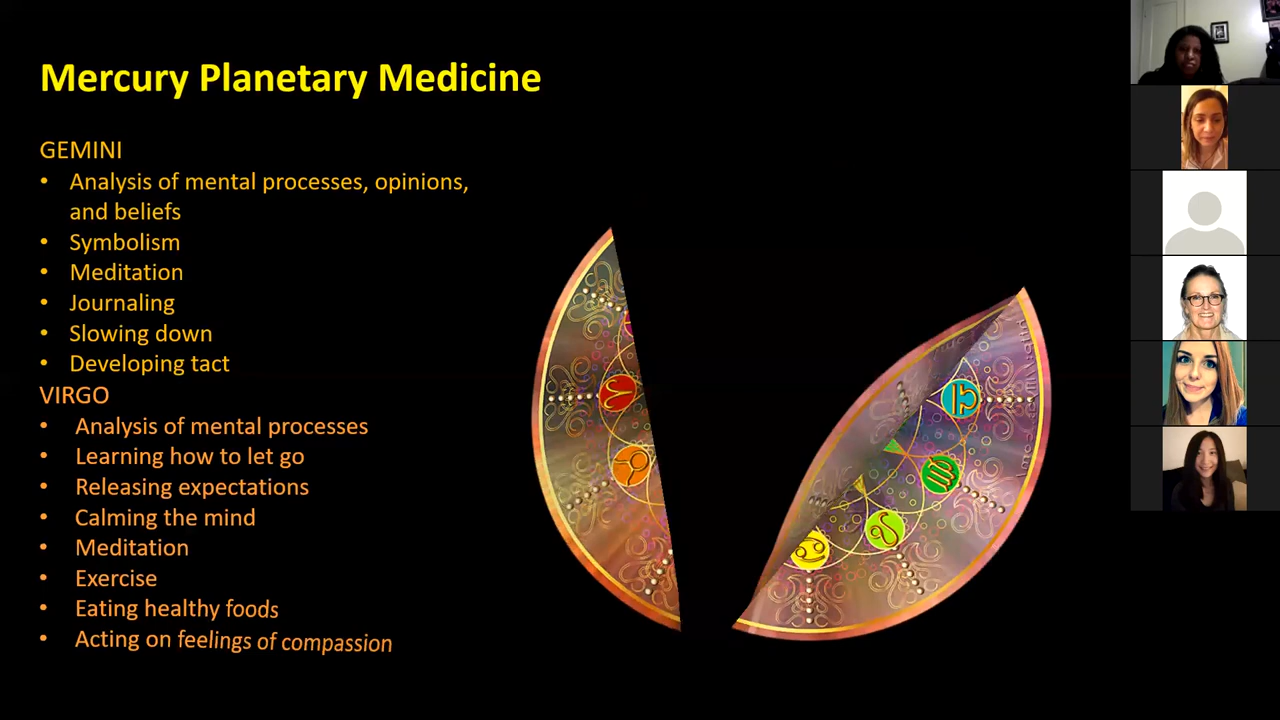 Mercury Planetary Medicine
GEMINI
• Analysis of mental processes, opinions,
and beliefs
• Symbolism
• Meditation
• Journaling
• Slowing down
• Developing tact
VIRGO
• Analysis of mental processes
• Learning how to let go
• Releasing expectations
• Calming the mind
• Meditation
• Exercise
• Eating healthy foods
• Acting on feelings of compassion